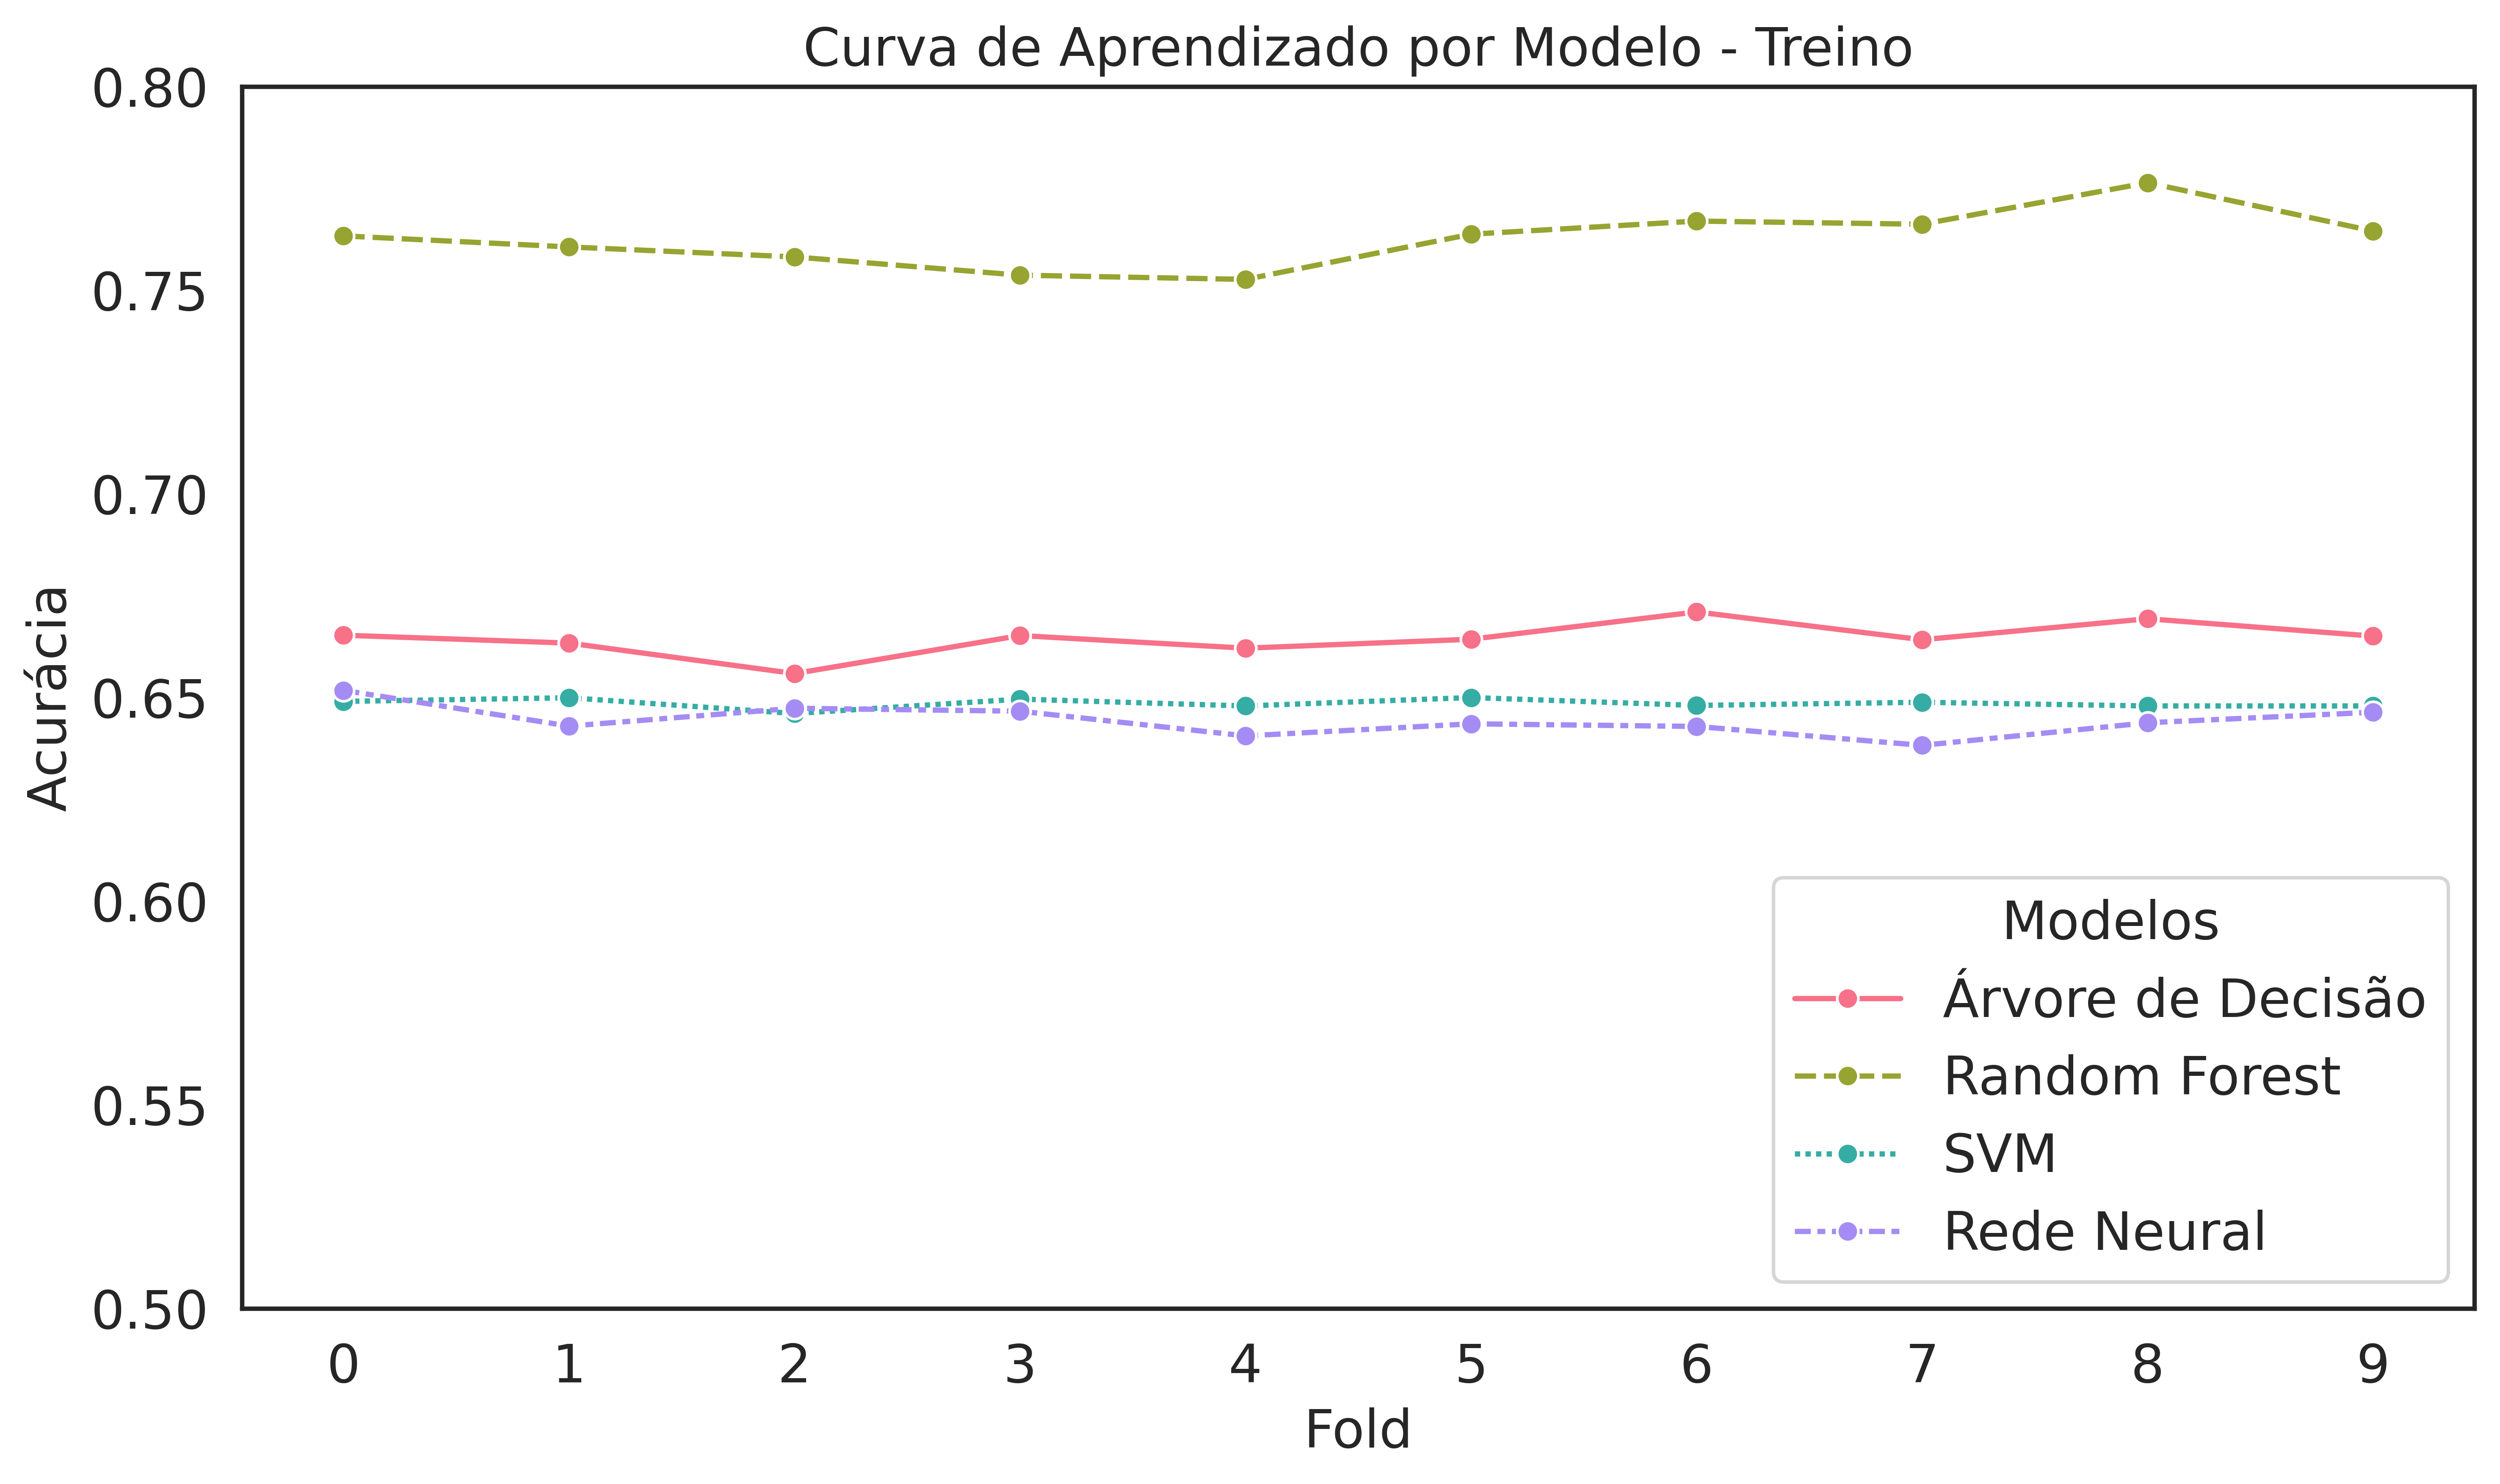 Curva de Aprendizado por Modelo - Treino
0.80
0.75
0.70
0.65
0.60
0.55
0.50
Acurácia
0 1 2 3 4 5 6 7 8 9
Fold
Modelos
Árvore de Decisão
Random Forest
SVM
Rede Neural